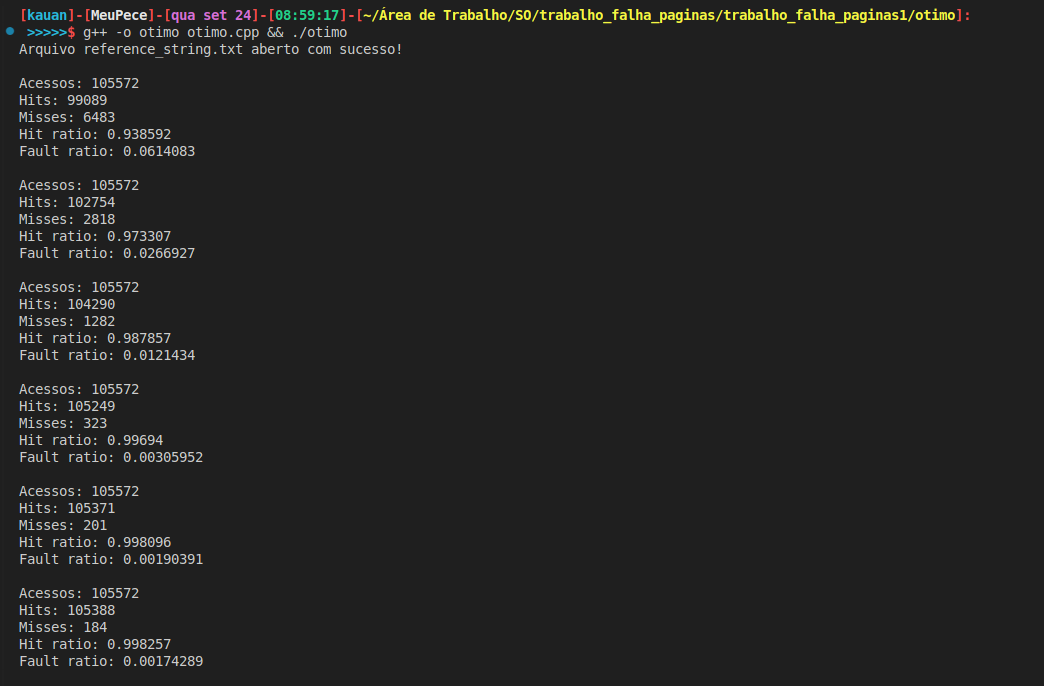 [kauan]-[MeuPece]-[qua set 24]-[08:59:17]-[~/Área de Trabalho/SO/trabalho_falha_paginas/trabalho_falha_paginas1/otimo]:
>>>>>$ g++ -o otimo otimo.cpp && ./otimo
Arquivo reference_string.txt aberto com sucesso!

Acessos: 105572
Hits: 99089
Misses: 6483
Hit ratio: 0.938592
Fault ratio: 0.0614083

Acessos: 105572
Hits: 102754
Misses: 2818
Hit ratio: 0.973307
Fault ratio: 0.0266927

Acessos: 105572
Hits: 104290
Misses: 1282
Hit ratio: 0.987857
Fault ratio: 0.0121434

Acessos: 105572
Hits: 105249
Misses: 323
Hit ratio: 0.99694
Fault ratio: 0.00305952

Acessos: 105572
Hits: 105371
Misses: 201
Hit ratio: 0.998096
Fault ratio: 0.00190391

Acessos: 105572
Hits: 105388
Misses: 184
Hit ratio: 0.998257
Fault ratio: 0.00174289